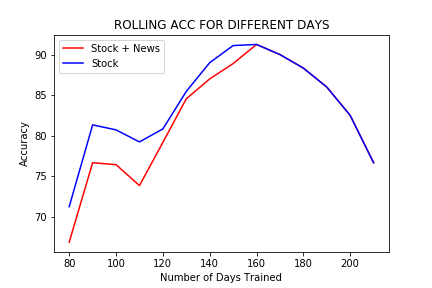 ROLLING ACC FOR DIFFERENT DAYS
Stock + News
Stock
Accuracy
90
85
80
75
70
80 100 120 140 160 180 200
Number of Days Trained